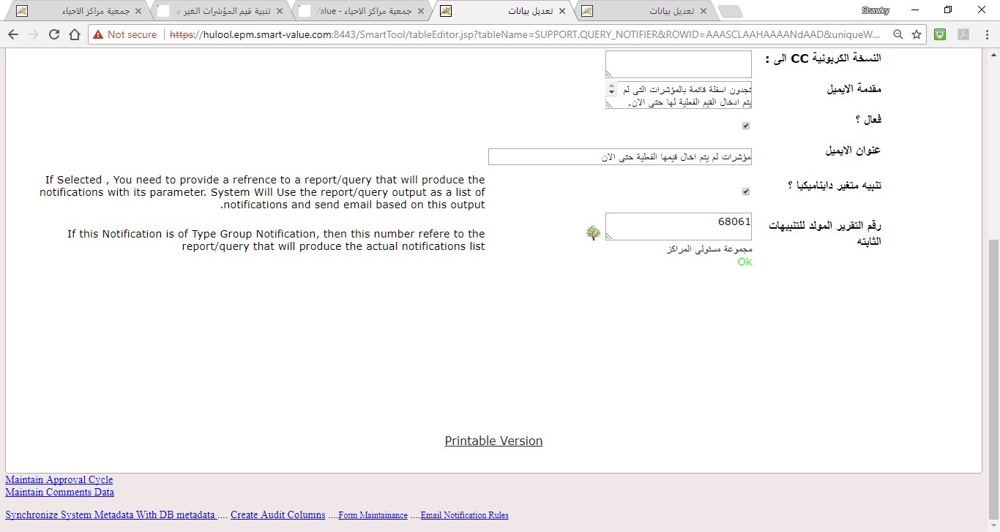 جمعية مراكز الاحياء
تنبية قيم المؤشرات الغير مد
جمعية مراكز الاحياء - Value
تعديل بيانات
تعديل بيانات
Shawky
Not secure
https://hulool.epm.smart-value.com:8443/SmartTool/tableEditor.jsp?tableName=SUPPORT.QUERY_NOTIFIER&ROWID=AAASCLAAHAAAANdAAD&uniqueW...
النسخة الكربونية CC الى :
مقدمة الايميل
تجدون اسفلة قائمة بالمؤشرات التى لم
يتم ادخال القيم الفعلية لها حتى الان.
فعال ؟
عنوان الايميل
مؤشرات لم يتم اخال قيمها الفعلية حتى الان
تنبيه متغير دايناميكيا ؟
If Selected , You need to provide a refrence to a report/query that will produce the
notifications with its parameter. System Will Use the report/query output as a list of
.notifications and send email based on this output
رقم التقرير المولد للتنبيهات
الثابته
68061
مجموعة مسئولى المراكز
Ok
If this Notification is of Type Group Notification, then this number refere to the
report/query that will produce the actual notifications list
Printable Version
Maintain Approval Cycle
Maintain Comments Data
Synchronize System Metadata With DB metadata .... Create Audit Columns ....Form Maintainance ....Email Notification Rules